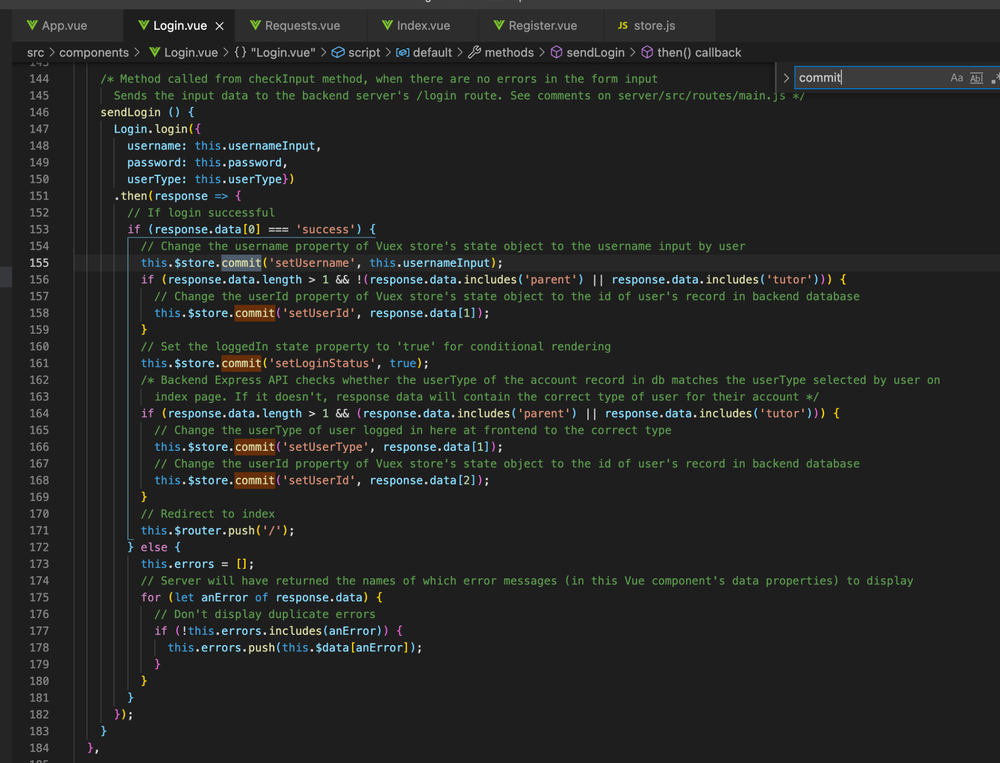 App.vue Login.vue × Requests.vue Index.vue Register.vue JS store.js
src > components > Login.vue > {} "Login.vue" > script > default > methods > sendLogin > then() callback
commit Aa Abl .*
143
144 /* Method called from checkInput method, when there are no errors in the form input
145 Sends the input data to the backend server's /login route. See comments on server/src/routes/main.js */
146 sendLogin () {
147 Login.login({
148 username: this.usernameInput,
149 password: this.password,
150 userType: this.userType})
151 .then(response => {
152 // If login successful
153 if (response.data[0] === 'success') {
154 // Change the username property of Vuex store's state object to the username input by user
155 this.$store.commit('setUsername', this.usernameInput);
156 if (response.data.length > 1 && !(response.data.includes('parent') || response.data.includes('tutor'))) {
157 // Change the userId property of Vuex store's state object to the id of user's record in backend database
158 this.$store.commit('setUserId', response.data[1]);
159 }
160 // Set the loggedIn state property to 'true' for conditional rendering
161 this.$store.commit('setLoginStatus', true);
162 /* Backend Express API checks whether the userType of the account record in db matches the userType selected by user on
163 index page. If it doesn't, response data will contain the correct type of user for their account */
164 if (response.data.length > 1 && (response.data.includes('parent') || response.data.includes('tutor'))) {
165 // Change the userType of user logged in here at frontend to the correct type
166 this.$store.commit('setUserType', response.data[1]);
167 // Change the userId property of Vuex store's state object to the id of user's record in backend database
168 this.$store.commit('setUserId', response.data[2]);
169 }
170 // Redirect to index
171 this.$router.push('/');
172 } else {
173 this.errors = [];
174 // Server will have returned the names of which error messages (in this Vue component's data properties) to display
175 for (let anError of response.data) {
176 // Don't display duplicate errors
177 if (!this.errors.includes(anError)) {
178 this.errors.push(this.$data[anError]);
179 }
180 }
181 }
182 });
183 }
184 },
185